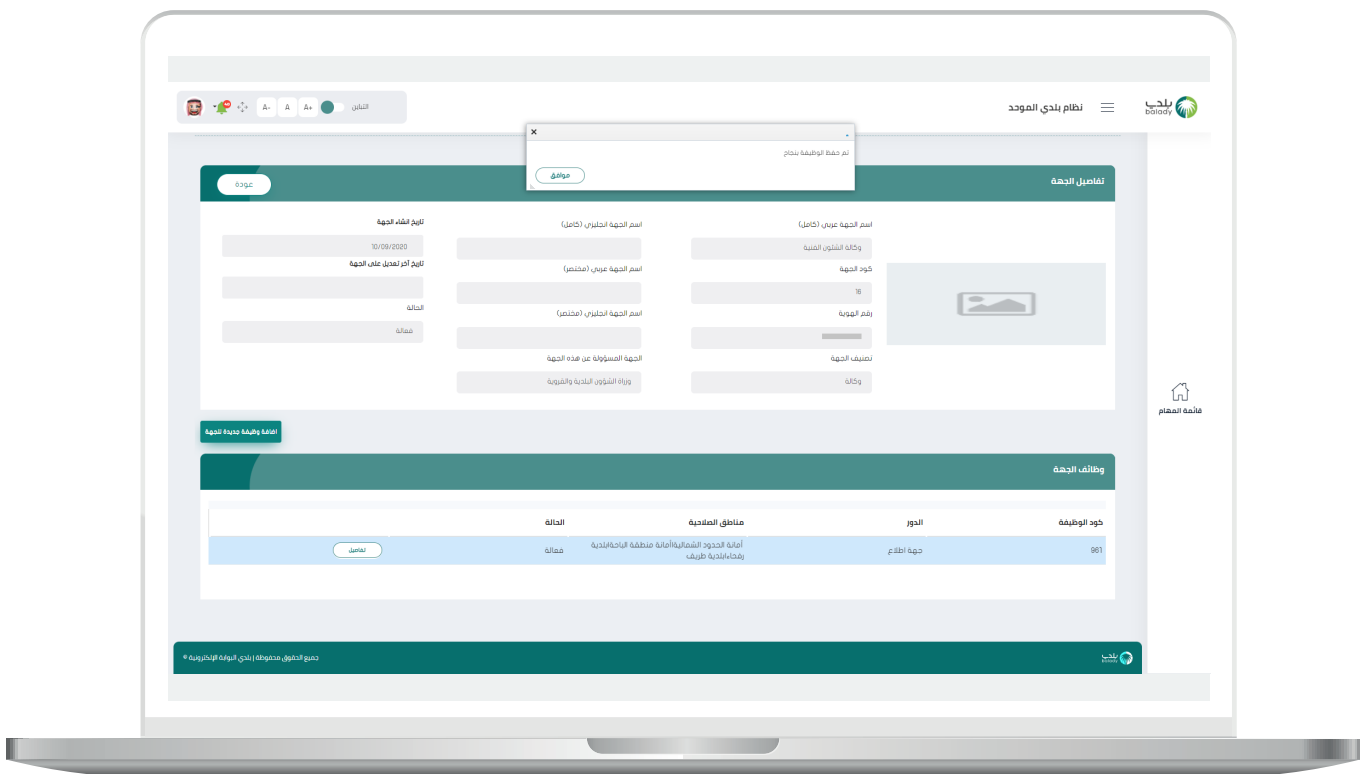 بلدي
balady
نظام بلدي الموحد
التباين
A+
A
A-
تم حفظ الوظيفة بنجاح
موافق
تفاصيل الجهة
عودة
اسم الجهة عربي (كامل)
وكالة الشئون الفنية
كود الجهة
16
رقم الهوية
تصنيف الجهة
وكالة
اسم الجهة انجليزي (كامل)
اسم الجهة عربي (مختصر)
اسم الجهة انجليزي (مختصر)
الجهة المسؤولة عن هذه الجهة
وزراة الشؤون البلدية والقروية
تاريخ انشاء الجهة
10/09/2020
تاريخ آخر تعديل على الجهة
الحالة
فعالة
قائمة المهام
اضافة وظيفة جديدة للجهة
وظائف الجهة
كود الوظيفة
الدور
مناطق الصلاحية
الحالة
961
جهة اطلاع
أمانة الحدود الشمالية|أمانة منطقة الباحة|بلدية
رفحاء|بلدية طريف
فعالة
تفاصيل
بلدي
balady
جميع الحقوق محفوظة | بلدي البوابة الإلكترونية ©